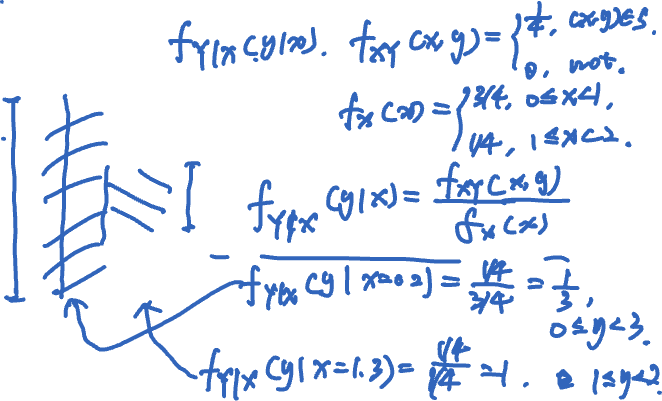 f_{Y|X}(y|x). f_{XY}(x,y) = { 1/4, (x,y)∈S.
0, not.
f_X(x) = { 3/4, 0≤x<1,
1/4, 1≤x<2.
f_{Y|X}(y|x) = f_{XY}(x,y) / f_X(x)
f_{Y|X}(y|x=0.2) = 1/4 / 3/4 = 1/3,
0≤y<3.
f_{Y|X}(y|x=1.3) = 1/4 / 1/4 = 1. 1≤y<2.